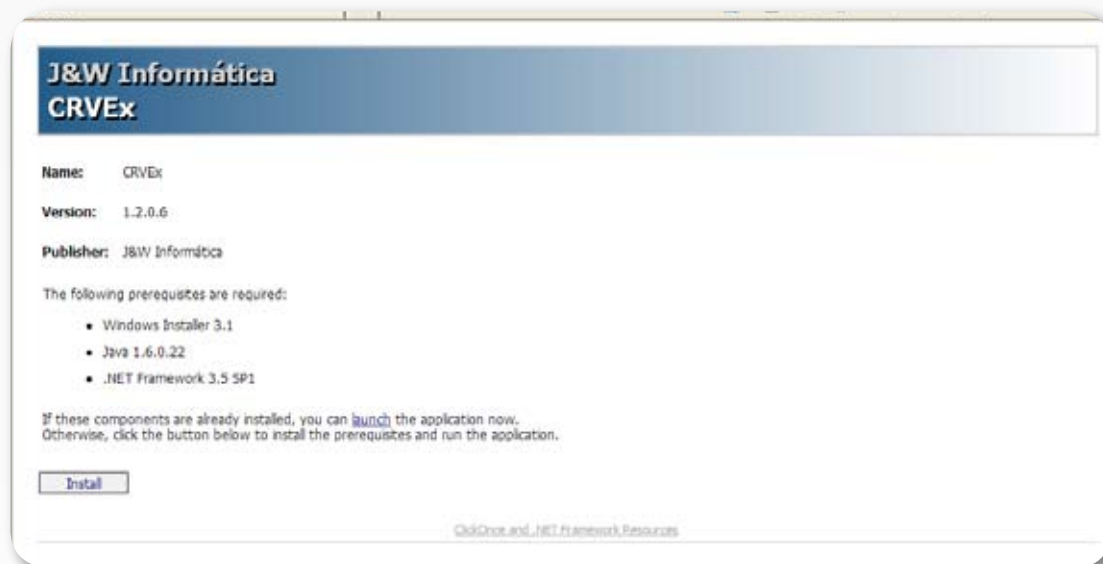 J&W Informática
CRVEx
Name: CRVEx
Version: 1.2.0.6
Publisher: J&W Informática
The following prerequisites are required:
• Windows Installer 3.1
• Java 1.6.0.22
• .NET Framework 3.5 SP1
If these components are already installed, you can launch the application now.
Otherwise, click the button below to install the prerequisites and run the application.
Install
ClickOnce and .NET Framework Resources